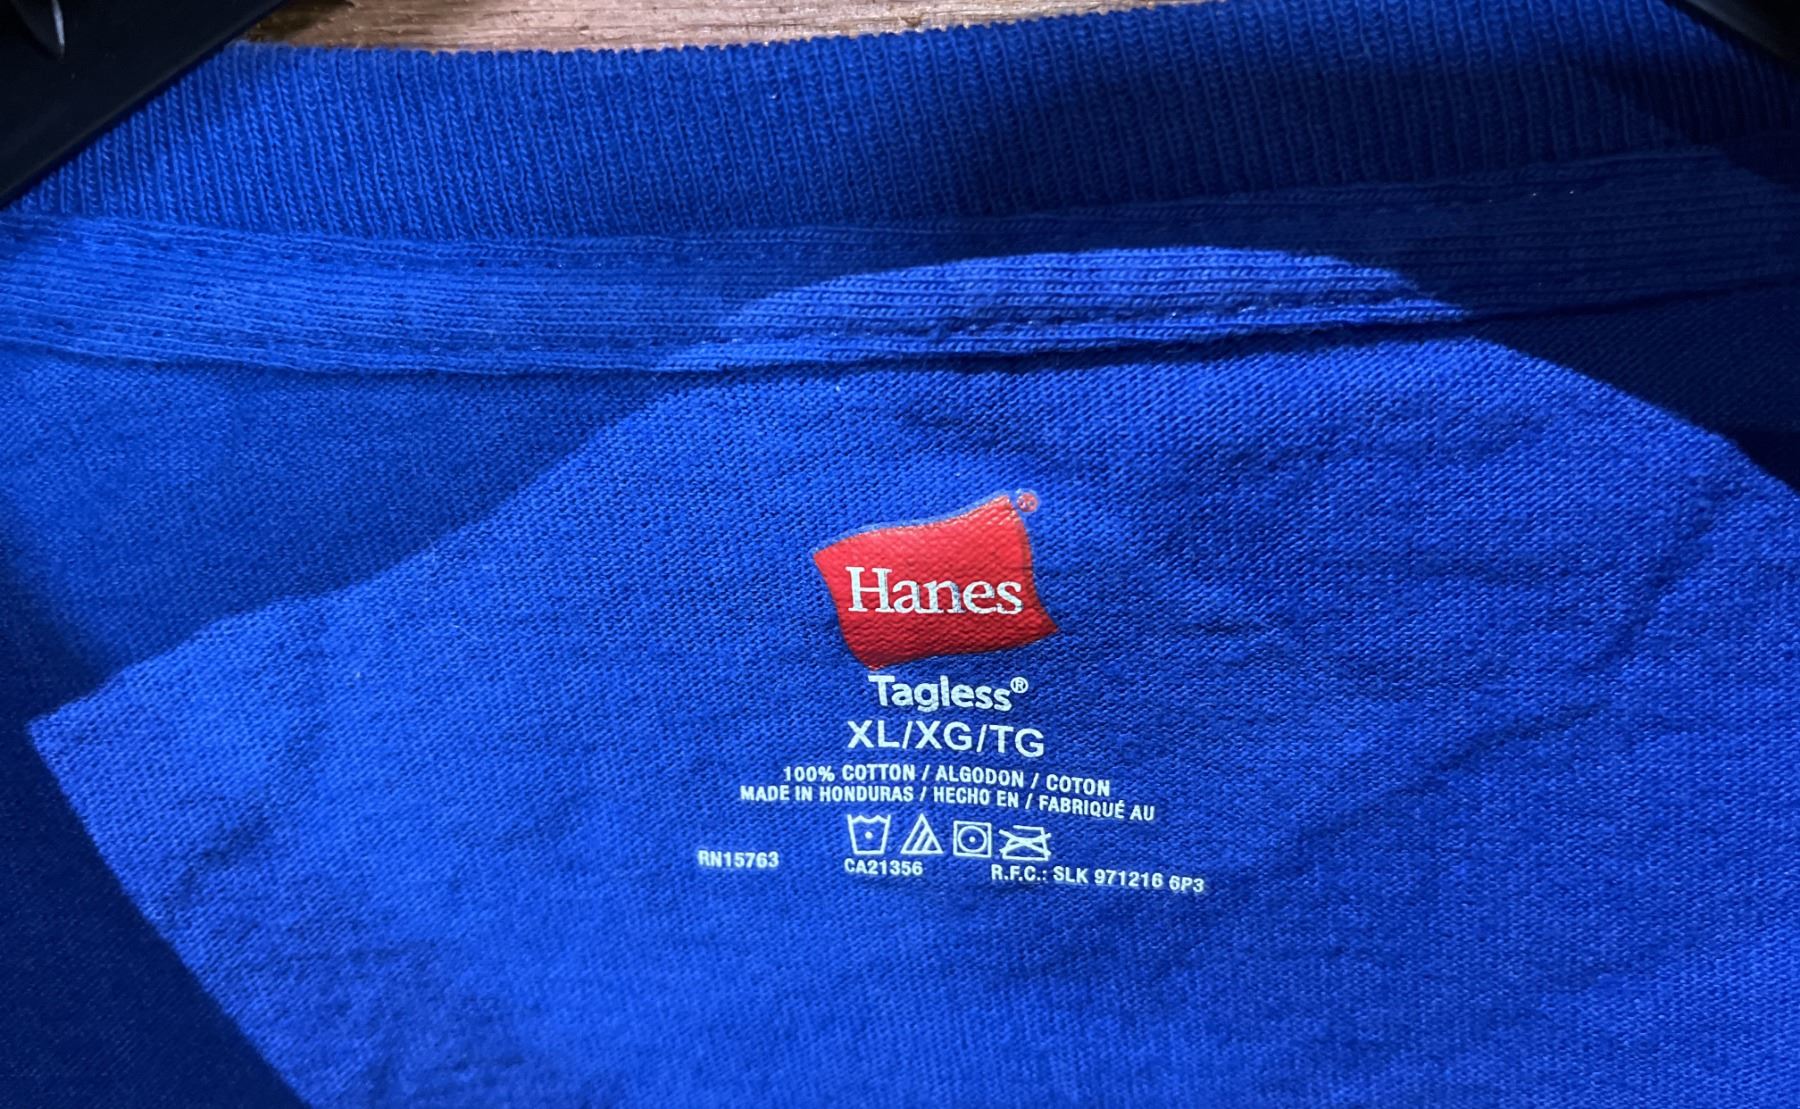 Hanes®
Tagless®
XL/XG/TG
100% COTTON / ALGODON / COTON
MADE IN HONDURAS / HECHO EN / FABRIQUÉ AU
RN15763 CA21356 R.F.C.: SLK 971216 6P3